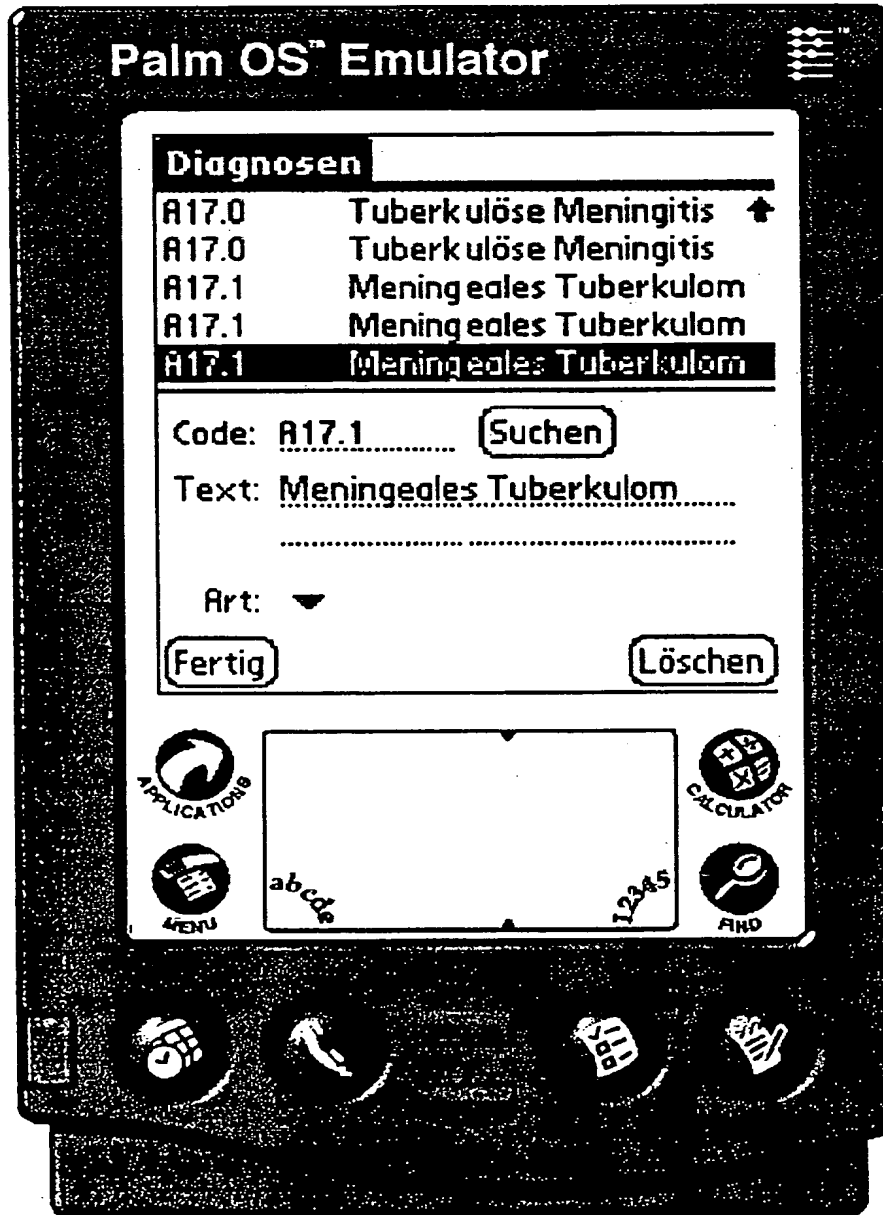 Palm OS™ Emulator ™
Diagnosen
A17.0 Tuberkulöse Meningitis
A17.0 Tuberkulöse Meningitis
A17.1 Meningeales Tuberkulom
A17.1 Meningeales Tuberkulom
A17.1 Meningeales Tuberkulom
Code: A17.1 Suchen
Text: Meningeales Tuberkulom
Art:
Fertig Löschen
APPLICATIONS CALCULATOR
abcde 12345
MENU FIND